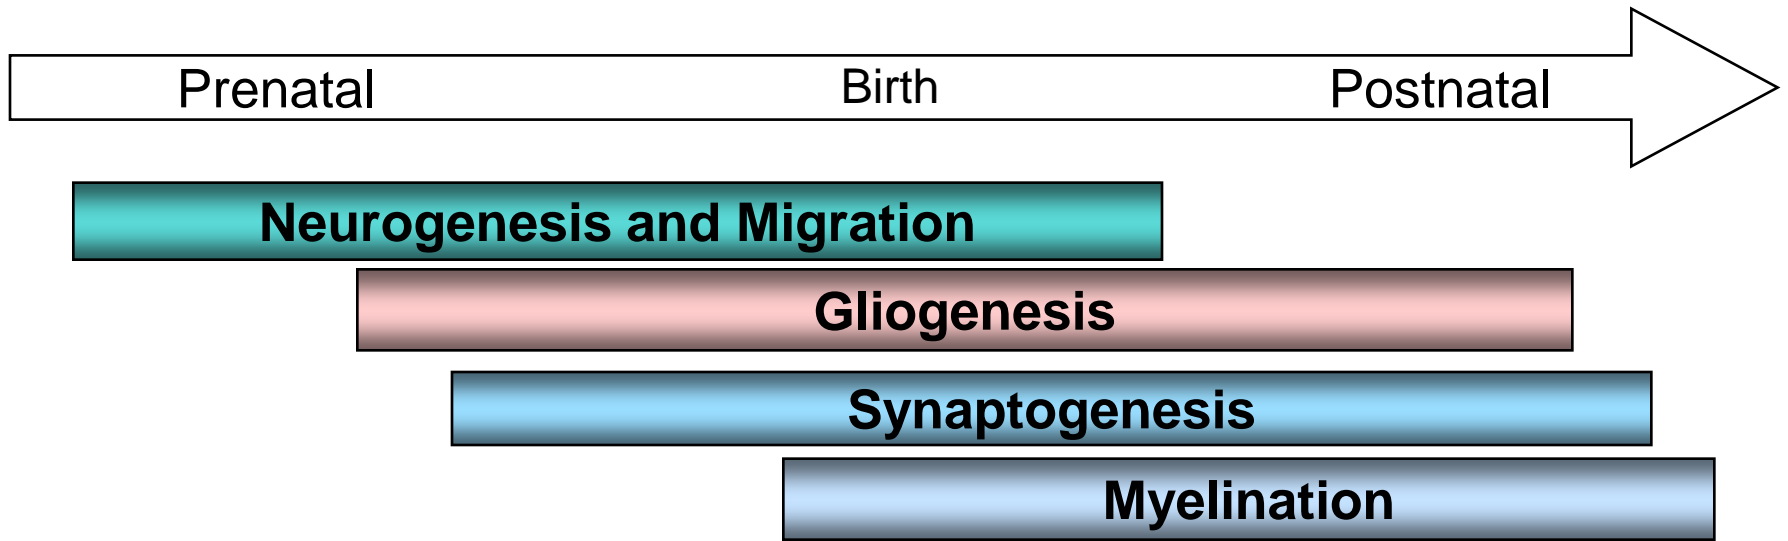 Prenatal Birth Postnatal
Neurogenesis and Migration
Gliogenesis
Synaptogenesis
Myelination